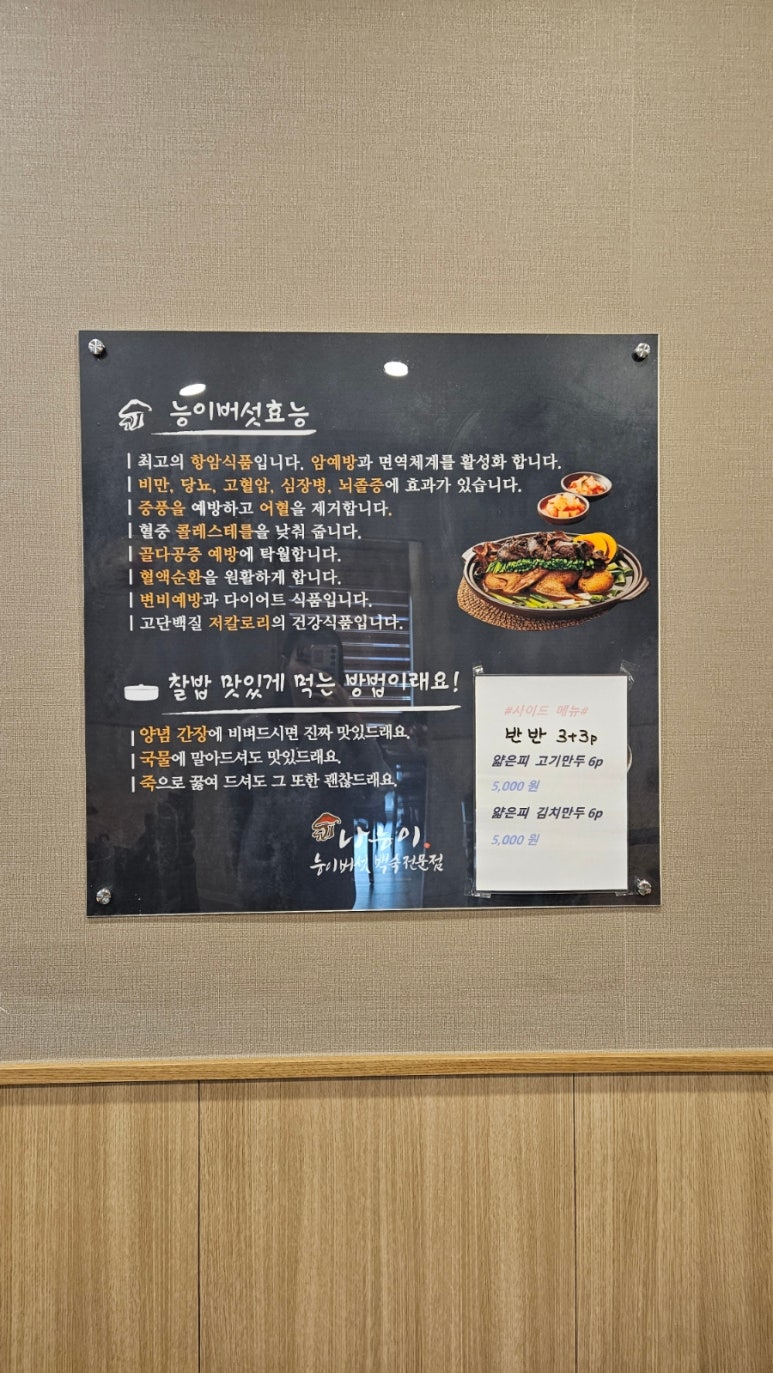 능이버섯효능
최고의 항암식품입니다. 암예방과 면역체계를 활성화 합니다.
비만, 당뇨, 고혈압, 심장병, 뇌졸증에 효과가 있습니다.
중풍을 예방하고 어혈을 제거합니다.
혈중 콜레스테롤을 낮춰 줍니다.
골다공증 예방에 탁월합니다.
혈액순환을 원활하게 합니다.
변비예방과 다이어트 식품입니다.
고단백질 저칼로리의 건강식품입니다.
찰밥 맛있게 먹는 방법이래요!
양념 간장에 비벼드시면 진짜 맛있드래요.
국물에 말아드셔도 맛있드래요.
죽으로 끓여 드셔도 그 또한 괜찮드래요.
나능이.
능이버섯 백숙전문점
#사이드 메뉴#
반반 3+3p
얇은피 고기만두 6p
5,000 원
얇은피 김치만두 6p
5,000 원